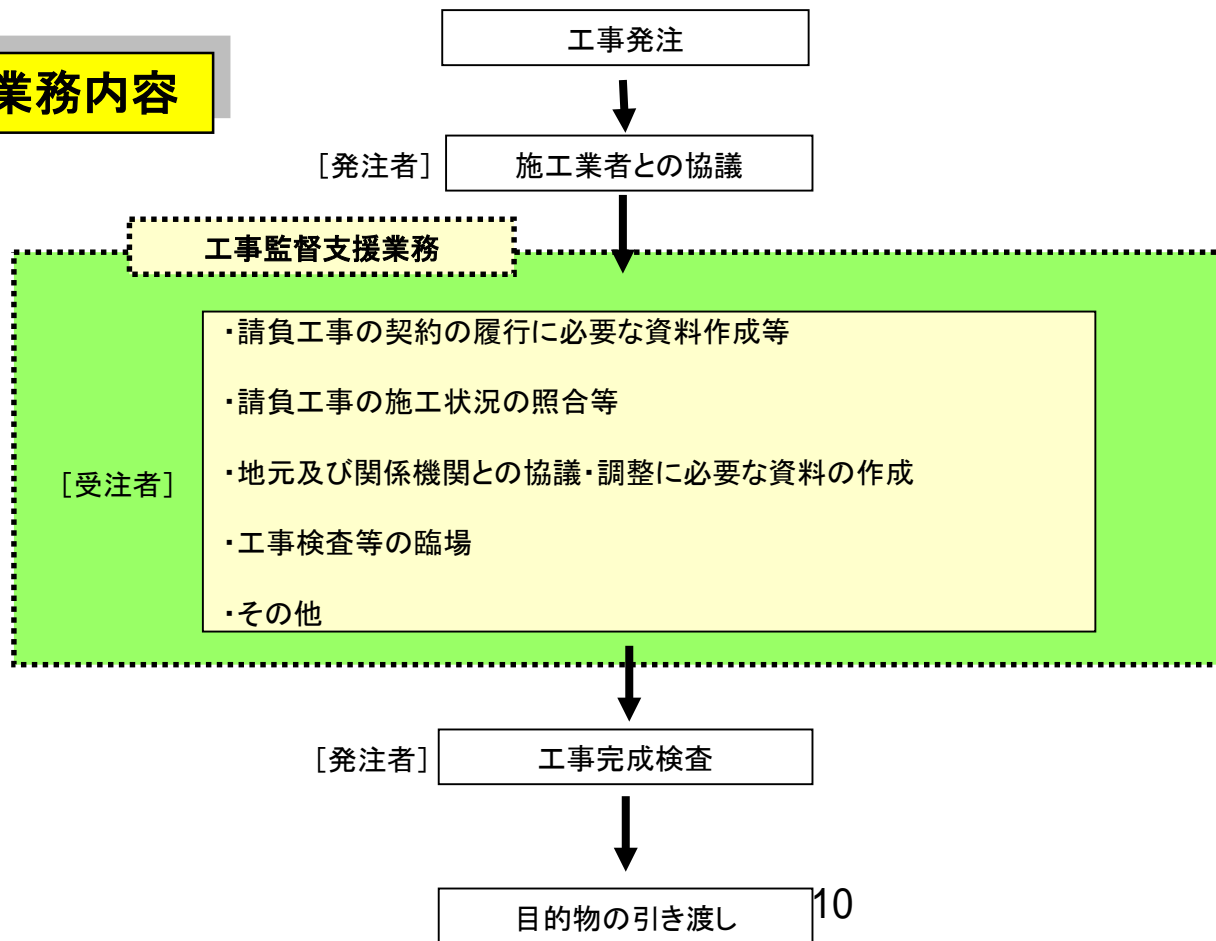 工事発注
業務内容
［発注者］ 施工業者との協議
工事監督支援業務
・請負工事の契約の履行に必要な資料作成等
・請負工事の施工状況の照合等
・地元及び関係機関との協議・調整に必要な資料の作成
［受注者］
・工事検査等の臨場
・その他
［発注者］ 工事完成検査
目的物の引き渡し 10